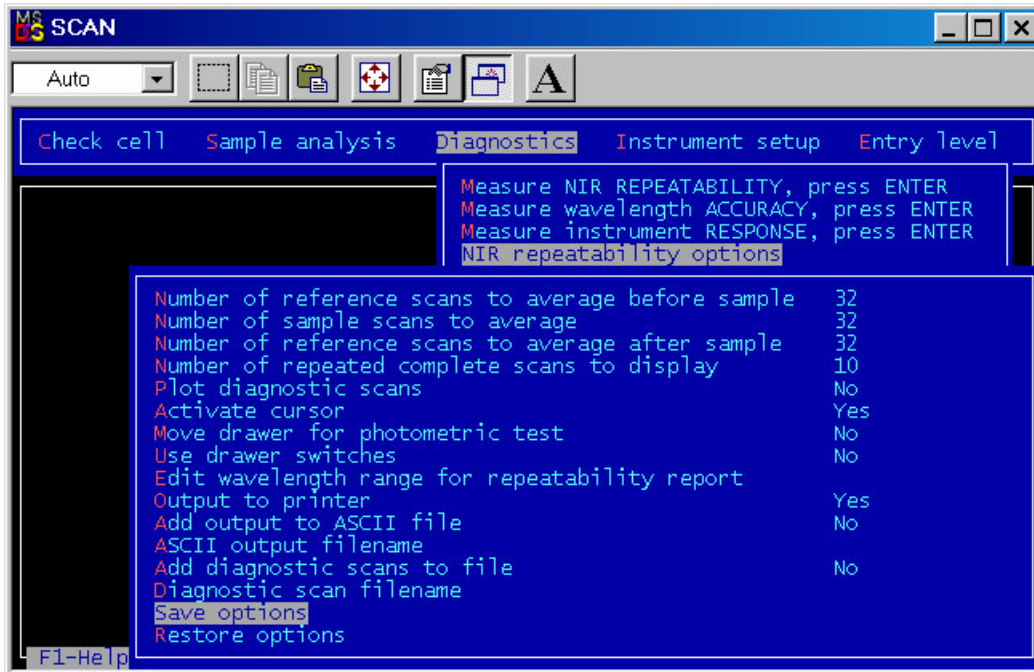 MS DOS SCAN
Auto A
Check cell Sample analysis Diagnostics Instrument setup Entry level
Measure NIR REPEATABILITY, press ENTER
Measure wavelength ACCURACY, press ENTER
Measure instrument RESPONSE, press ENTER
NIR repeatability options
Number of reference scans to average before sample 32
Number of sample scans to average 32
Number of reference scans to average after sample 32
Number of repeated complete scans to display 10
Plot diagnostic scans No
Activate cursor Yes
Move drawer for photometric test No
Use drawer switches No
Edit wavelength range for repeatability report
Output to printer Yes
Add output to ASCII file No
ASCII output filename
Add diagnostic scans to file No
Diagnostic scan filename
Save options
Restore options
F1-Help